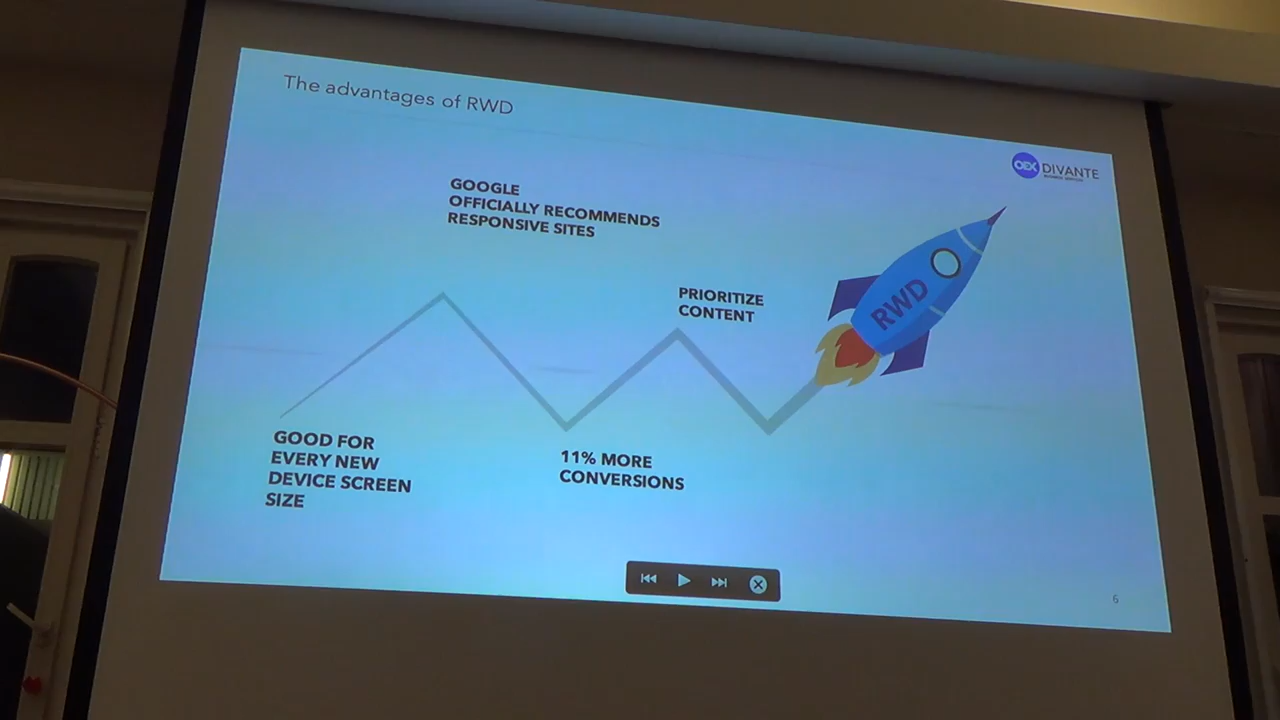 The advantages of RWD
OEX DIVANTE
GOOGLE
OFFICIALLY RECOMMENDS
RESPONSIVE SITES
PRIORITIZE
CONTENT
RWD
GOOD FOR
EVERY NEW
DEVICE SCREEN
SIZE
11% MORE
CONVERSIONS
6